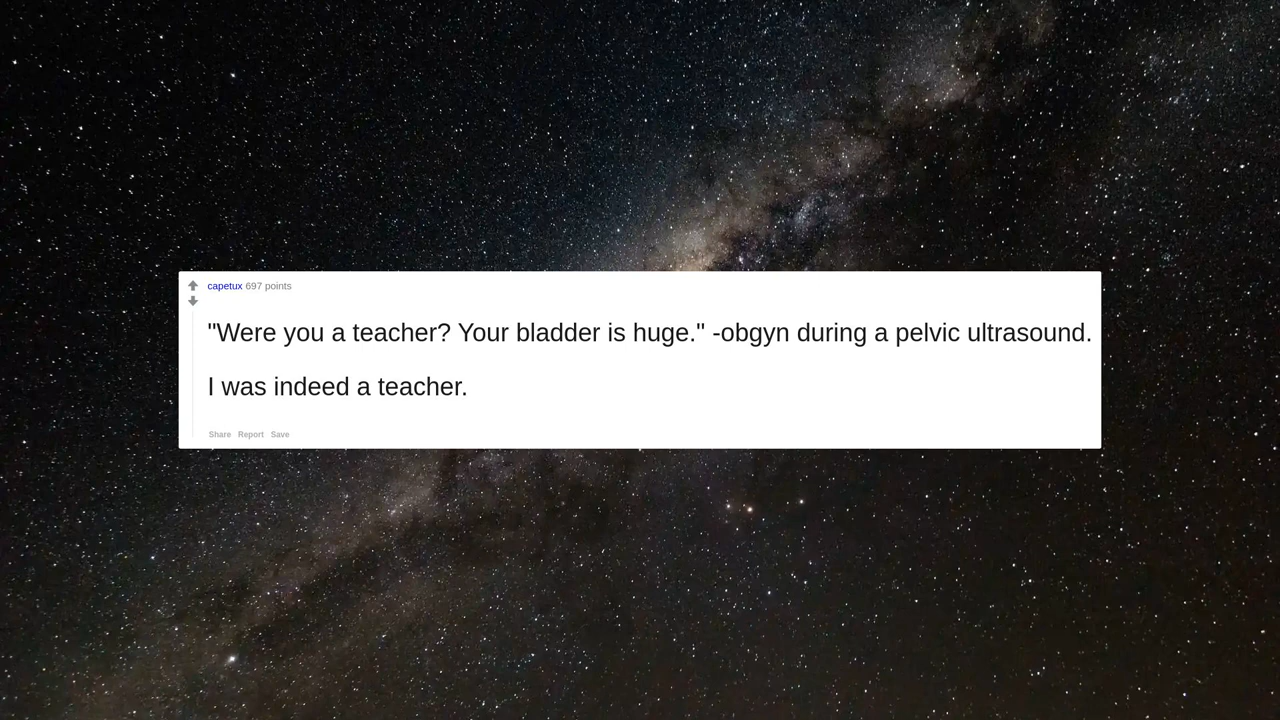 capetux 697 points
"Were you a teacher? Your bladder is huge." -obgyn during a pelvic ultrasound.
I was indeed a teacher.
Share Report Save